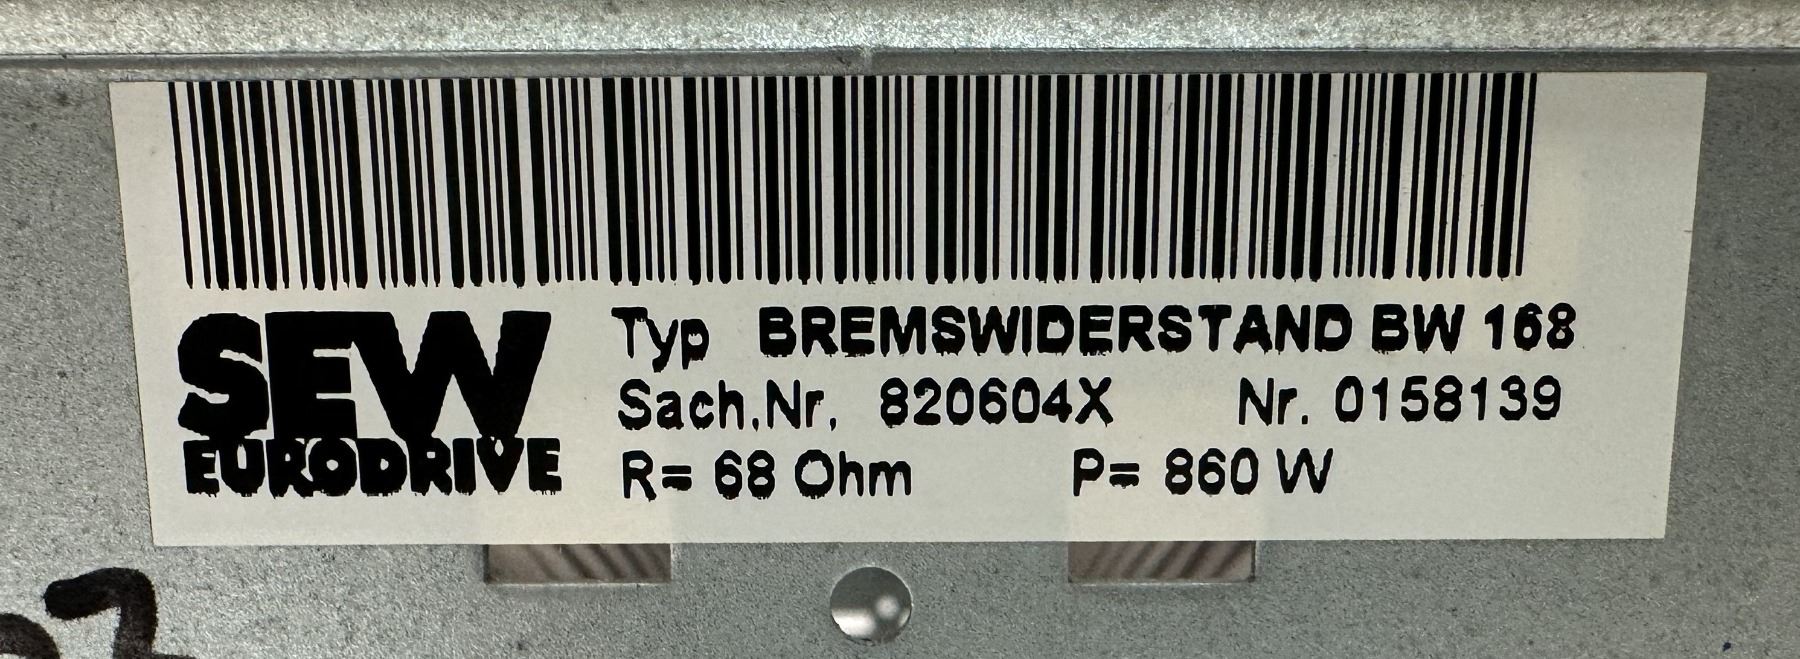 SEW
EURODRIVE
Typ BREMSWIDERSTAND BW 168
Sach.Nr. 820604X Nr. 0158139
R= 68 Ohm P= 860 W